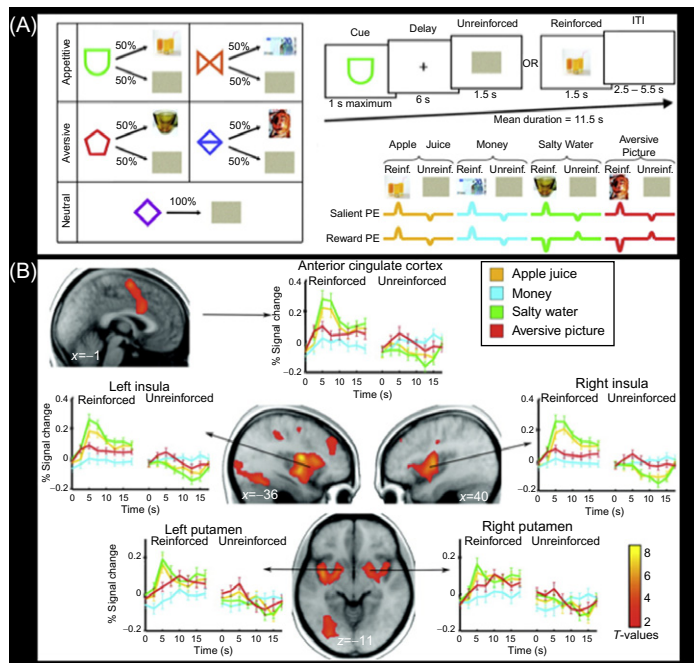 (A)
Appetitive
50%
50%
50%
50%
Aversive
50%
50%
50%
50%
Neutral
100%
Cue
Delay
Unreinforced
Reinforced
ITI
+
OR
1 s maximum
6 s
1.5 s
1.5 s
2.5 – 5.5 s
Mean duration = 11.5 s
Apple Juice
Money
Salty Water
Aversive Picture
Reinf. Unreinf. Reinf. Unreinf. Reinf. Unreinf. Reinf. Unreinf.
Salient PE
Reward PE
(B)
x=–1
Anterior cingulate cortex
Reinforced Unreinforced
% Signal change
0.4
0.2
0
–0.2
0 5 10 15 0 5 10 15
Time (s)
Apple juice
Money
Salty water
Aversive picture
Left insula
Reinforced Unreinforced
% Signal change
0.4
0.2
0
–0.2
0 5 10 15 0 5 10 15
Time (s)
x=–36
x=40
Right insula
Reinforced Unreinforced
% Signal change
0.4
0.2
0
–0.2
0 5 10 15 0 5 10 15
Time (s)
Left putamen
Reinforced Unreinforced
% Signal change
0.2
0
–0.2
0 5 10 15 0 5 10 15
Time (s)
z=–11
Right putamen
Reinforced Unreinforced
% Signal change
0.2
0
–0.2
0 5 10 15 0 5 10 15
Time (s)
8
6
4
2
T-values